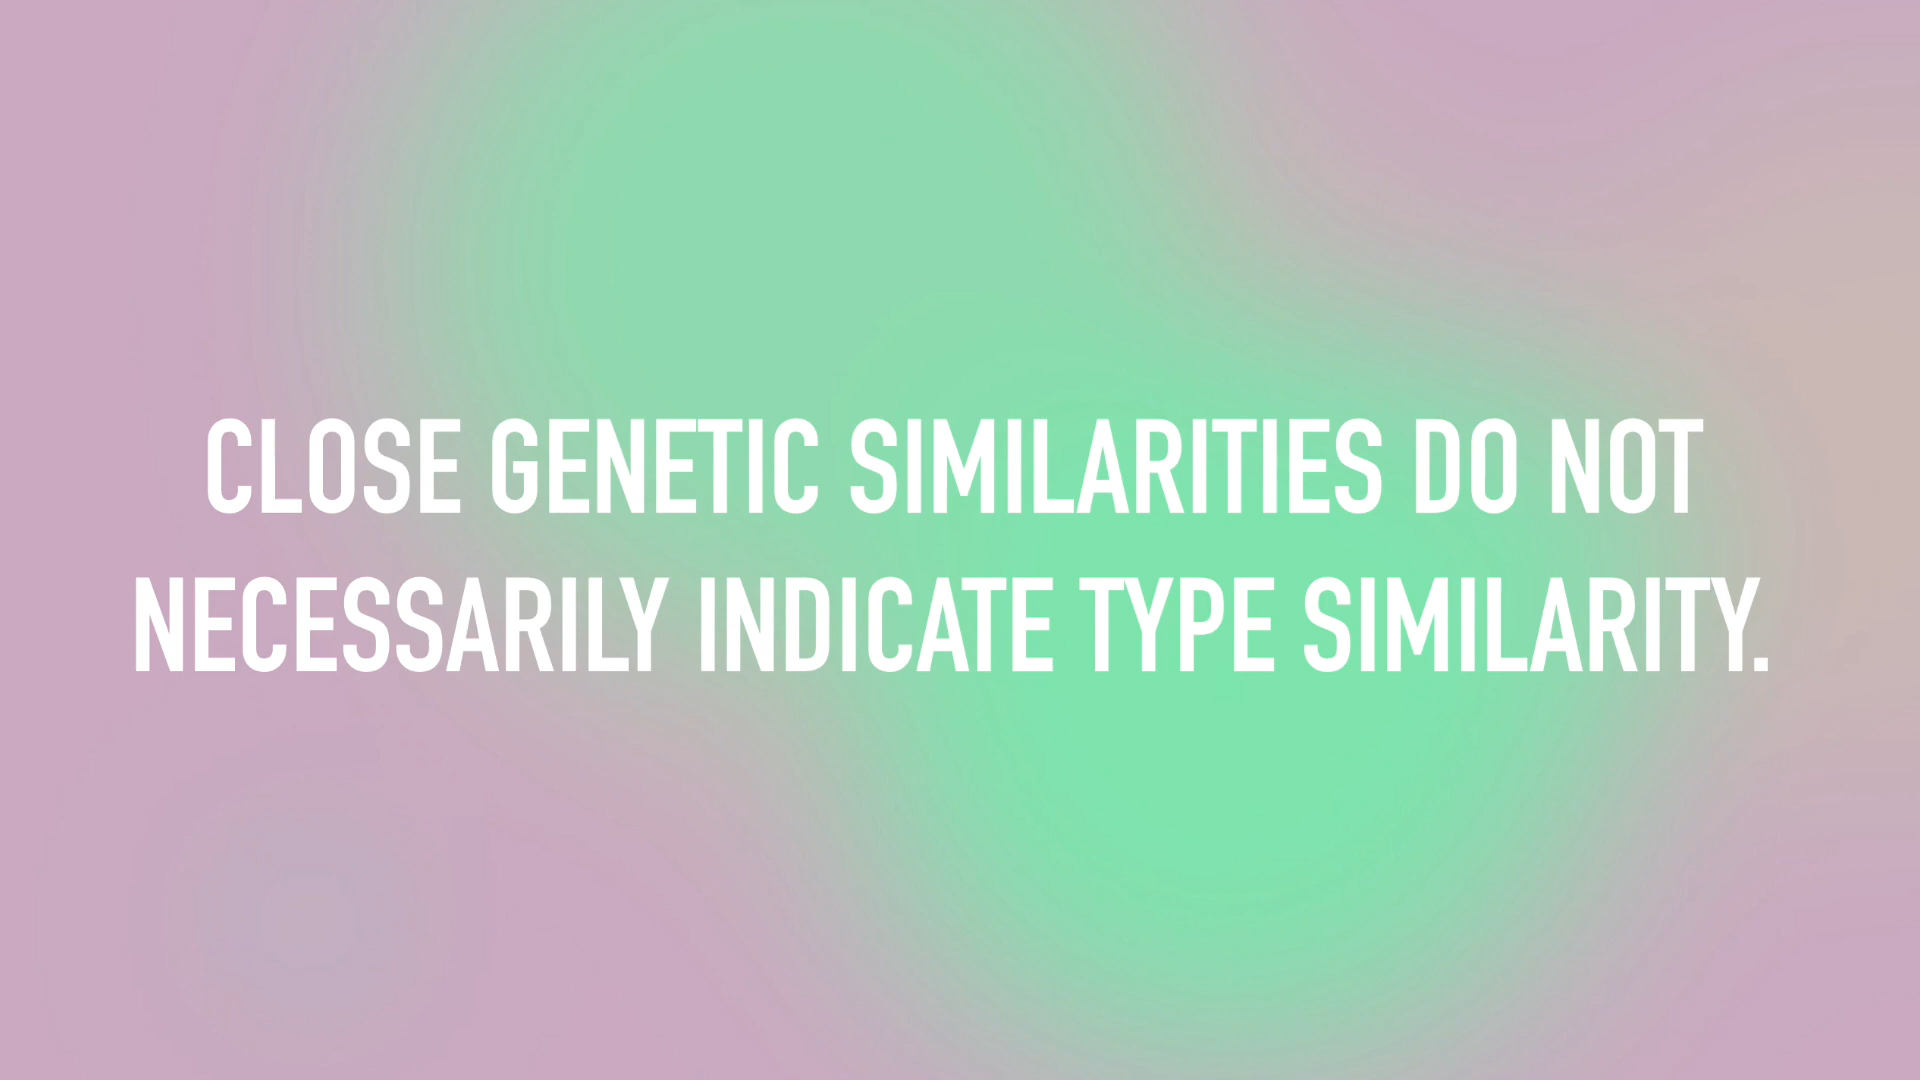 CLOSE GENETIC SIMILARITIES DO NOT
NECESSARILY INDICATE TYPE SIMILARITY.